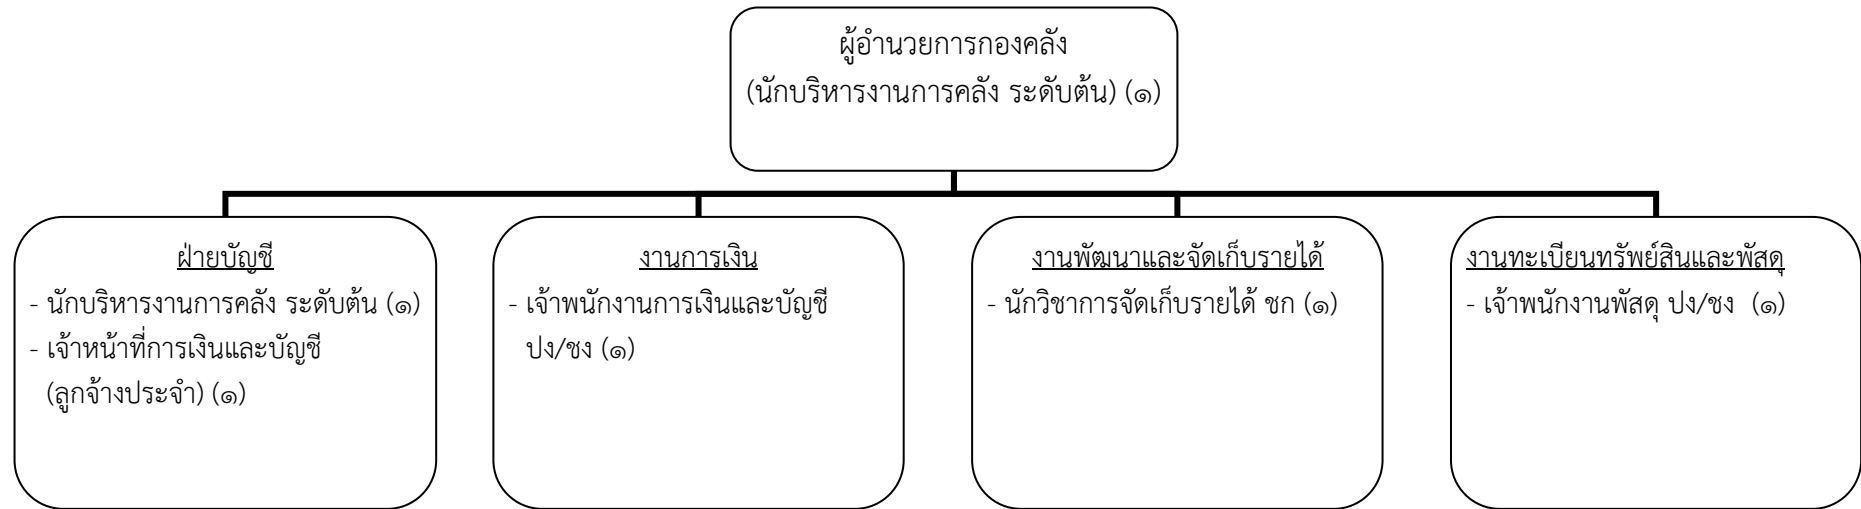 ผู้อำนวยการกองคลัง
(นักบริหารงานการคลัง ระดับต้น) (๑)
ฝ่ายบัญชี
- นักบริหารงานการคลัง ระดับต้น (๑)
- เจ้าหน้าที่การเงินและบัญชี
(ลูกจ้างประจำ) (๑)
งานการเงิน
- เจ้าพนักงานการเงินและบัญชี
ปง/ชง (๑)
งานพัฒนาและจัดเก็บรายได้
- นักวิชาการจัดเก็บรายได้ ชก (๑)
งานทะเบียนทรัพย์สินและพัสดุ
- เจ้าพนักงานพัสดุ ปง/ชง (๑)